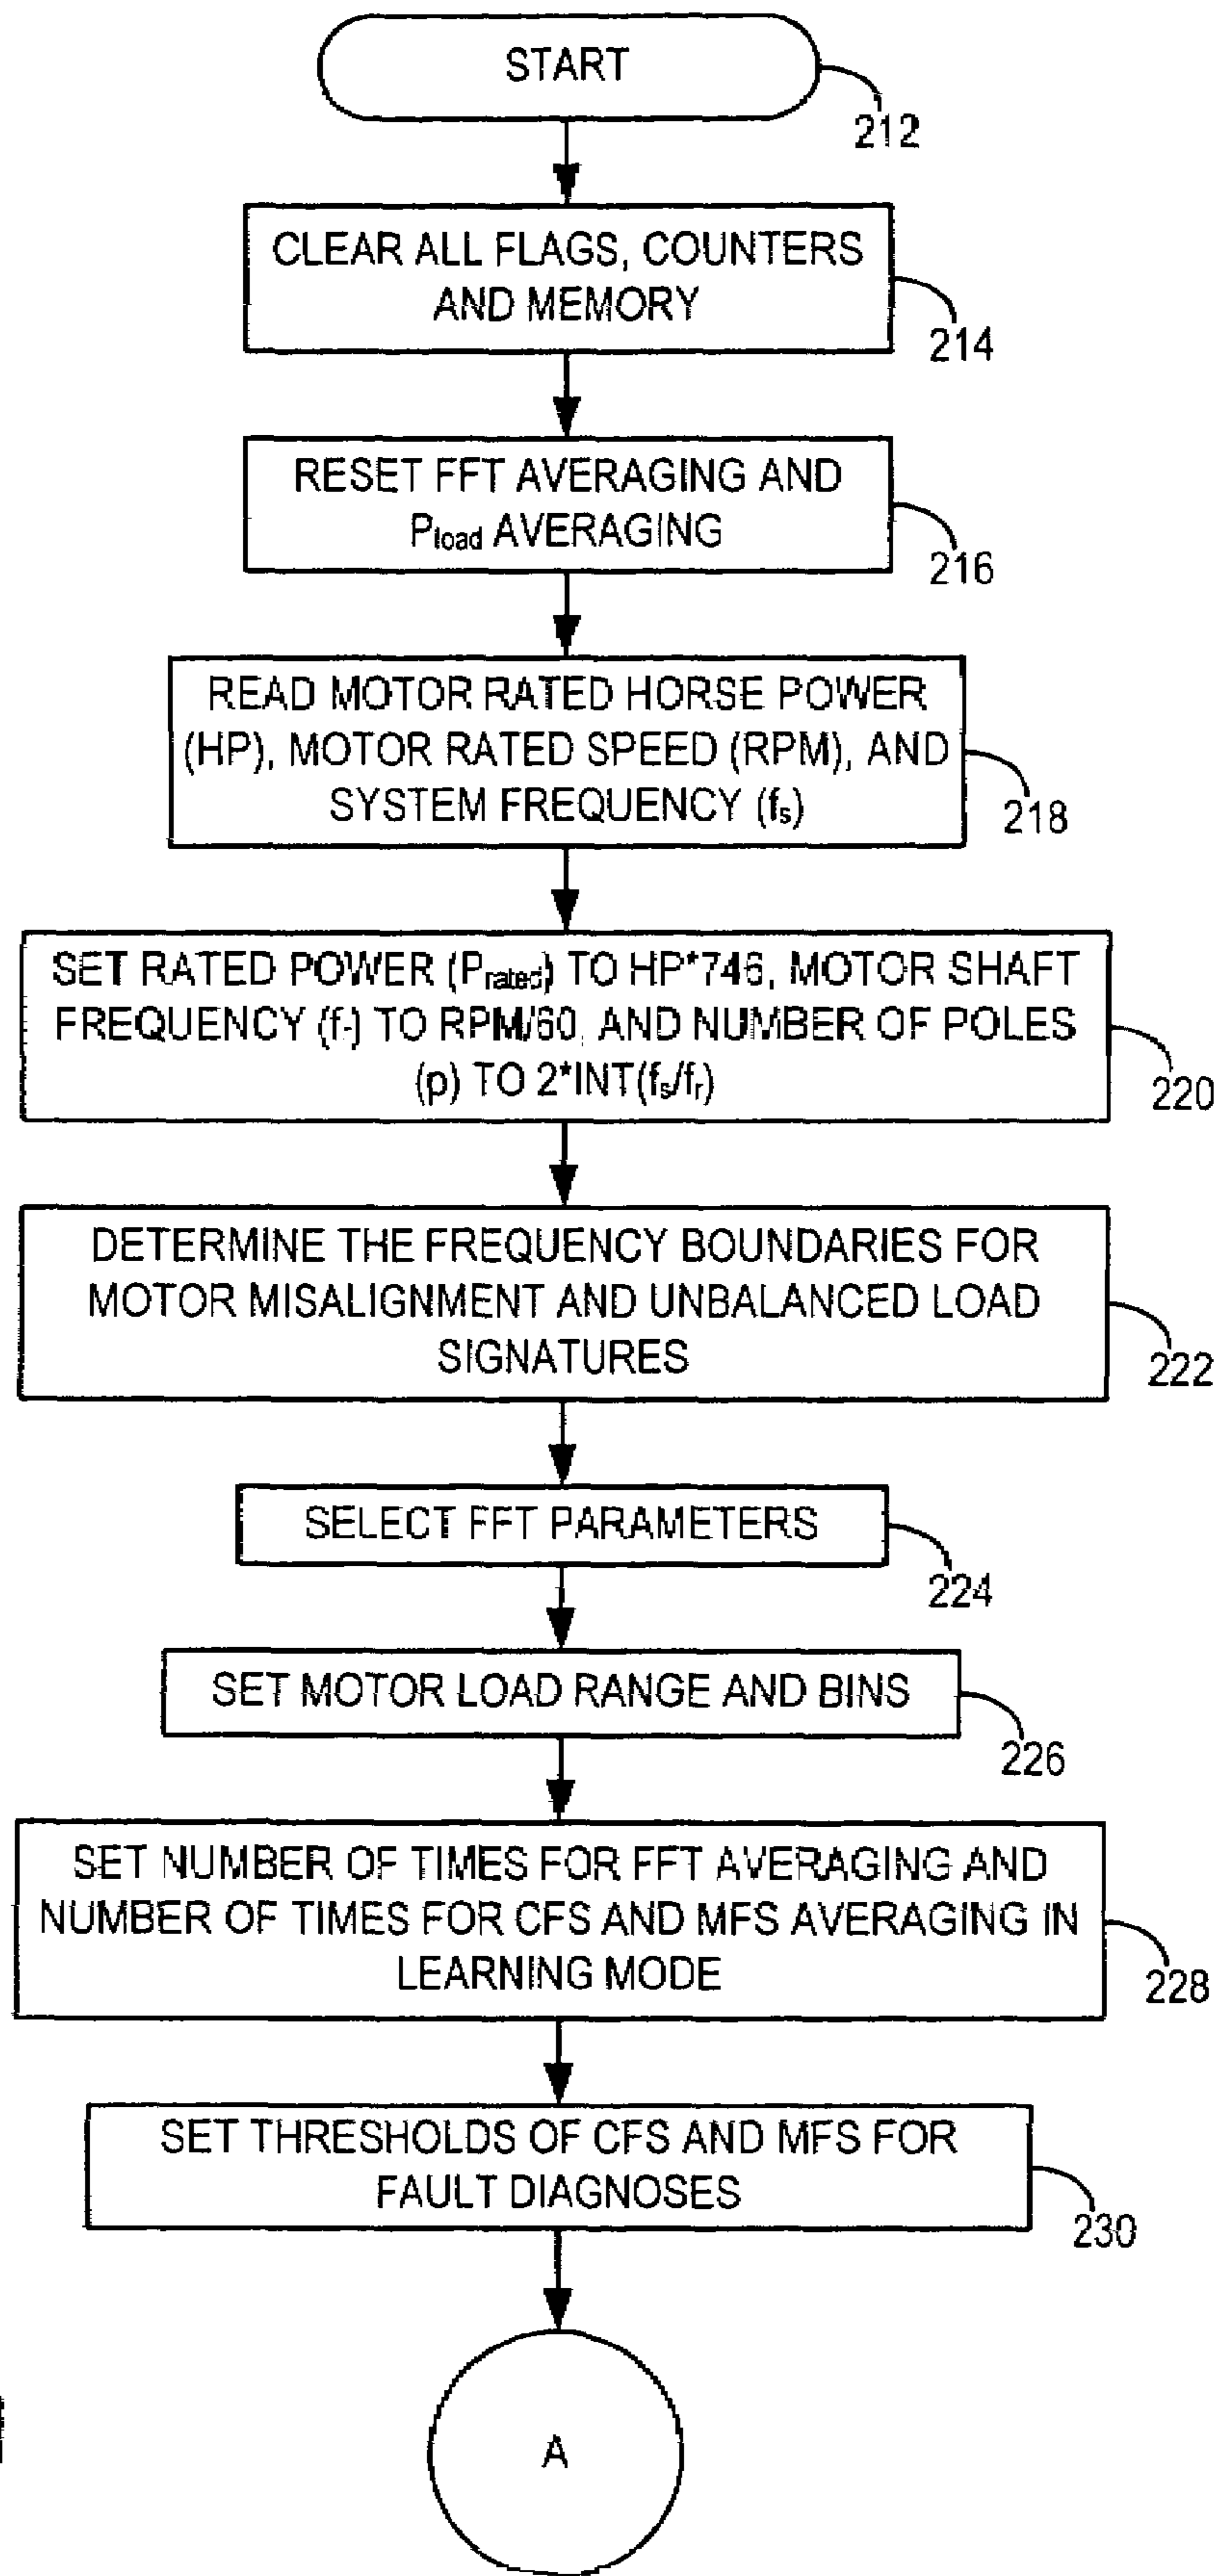 START
212
CLEAR ALL FLAGS, COUNTERS
AND MEMORY
214
RESET FFT AVERAGING AND
Pload AVERAGING
216
READ MOTOR RATED HORSE POWER
(HP), MOTOR RATED SPEED (RPM), AND
SYSTEM FREQUENCY (fs)
218
SET RATED POWER (Prated) TO HP*746, MOTOR SHAFT
FREQUENCY (fr) TO RPM/60, AND NUMBER OF POLES
(p) TO 2*INT(fs/fr)
220
DETERMINE THE FREQUENCY BOUNDARIES FOR
MOTOR MISALIGNMENT AND UNBALANCED LOAD
SIGNATURES
222
SELECT FFT PARAMETERS
224
SET MOTOR LOAD RANGE AND BINS
226
SET NUMBER OF TIMES FOR FFT AVERAGING AND
NUMBER OF TIMES FOR CFS AND MFS AVERAGING IN
LEARNING MODE
228
SET THRESHOLDS OF CFS AND MFS FOR
FAULT DIAGNOSES
230
A